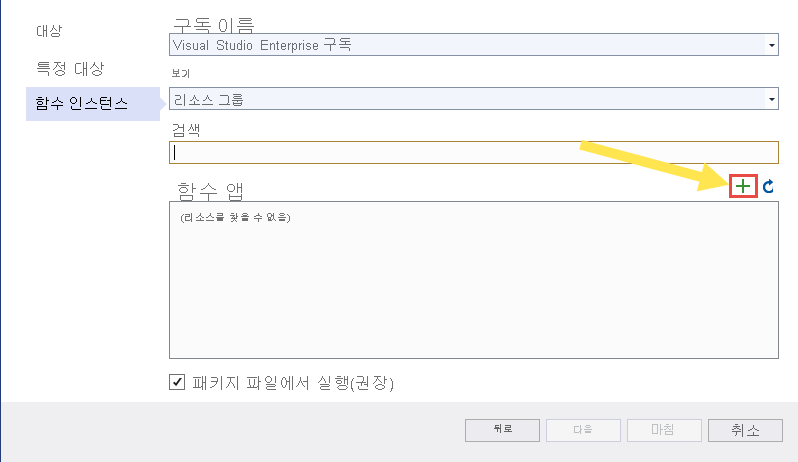 대상
특정 대상
함수 인스턴스
구독 이름
Visual Studio Enterprise 구독
보기
리소스 그룹
검색
함수 앱
(리소스를 찾을 수 없음)
패키지 파일에서 실행(권장)
뒤로
다음
마침
취소